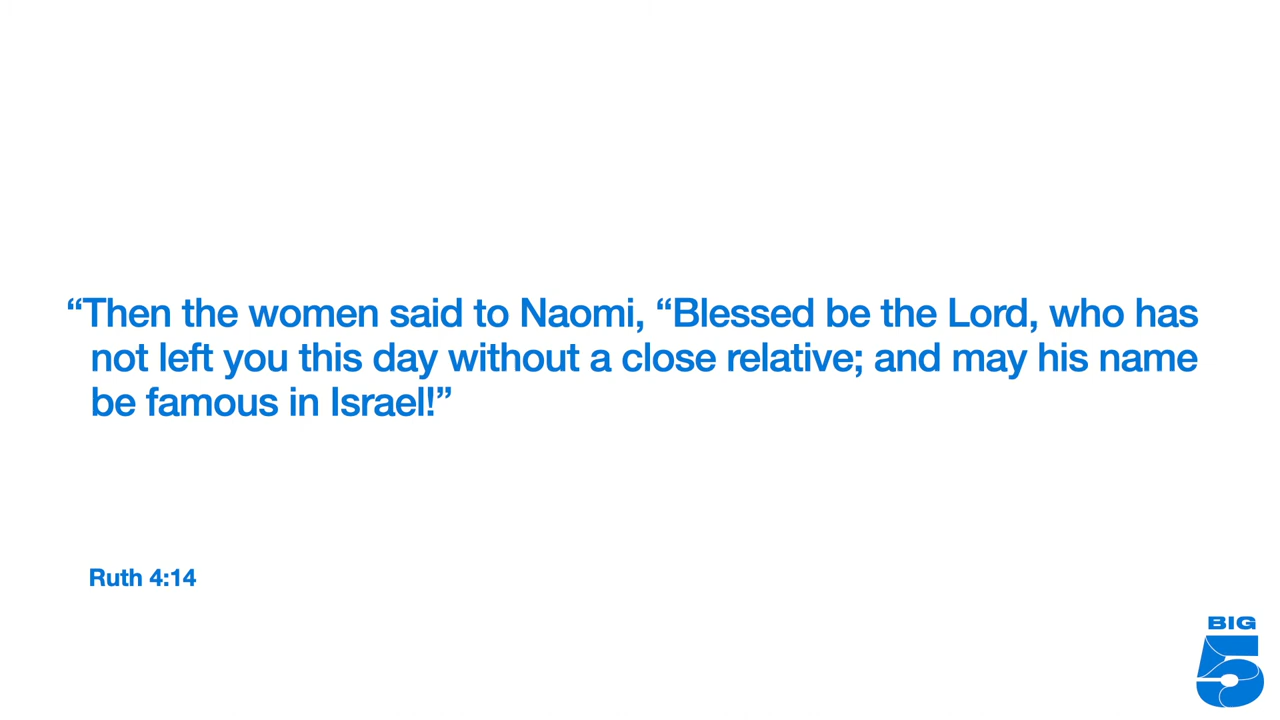 “Then the women said to Naomi, “Blessed be the Lord, who has
not left you this day without a close relative; and may his name
be famous in Israel!”
Ruth 4:14
BIG
5